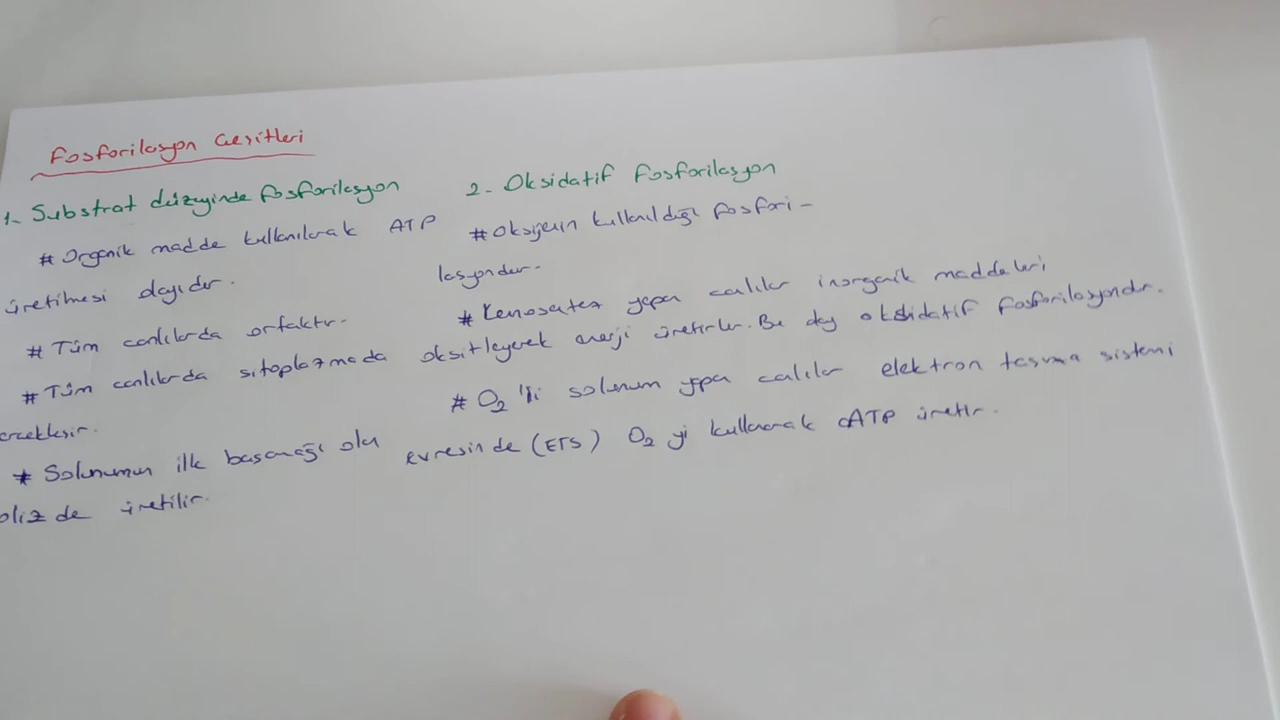 Fosforilasyon Çeşitleri
1. Substrat düzeyinde fosforilasyon
# Organik madde kullanılarak ATP
üretilmesi olayıdır.
# Tüm canlılarda ortaktır.
# Tüm canlılarda sitoplazmada
erçekleşir.
* Solunumun ilk basamağı olan
oliz de üretilir.
2. Oksidatif Fosforilasyon
# Oksijenin kullanıldığı fosfori-
lasyondur.
# Kemosentez yapan canlılar inorganik maddeleri
oksitleyerek enerji üretirler. Bu olay oksidatif fosforilasyondur.
# O₂'li solunum yapan canlılar elektron taşıma sistemi
evresinde (ETS) O₂ yi kullanarak ATP üretir.